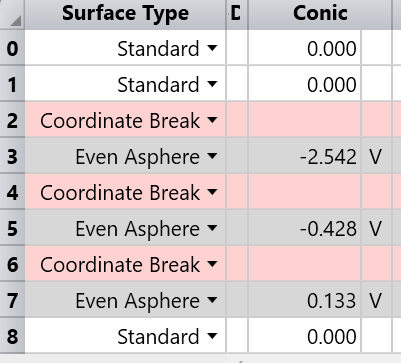 Surface Type D Conic
0 Standard 0.000
1 Standard 0.000
2 Coordinate Break
3 Even Asphere -2.542 V
4 Coordinate Break
5 Even Asphere -0.428 V
6 Coordinate Break
7 Even Asphere 0.133 V
8 Standard 0.000